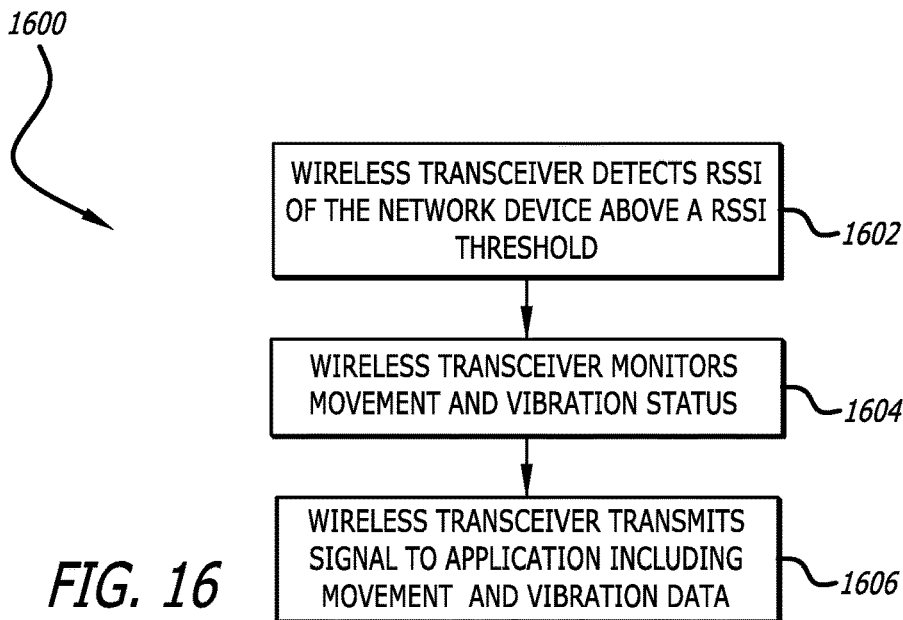 1600
WIRELESS TRANSCEIVER DETECTS RSSI
OF THE NETWORK DEVICE ABOVE A RSSI
THRESHOLD
1602
WIRELESS TRANSCEIVER MONITORS
MOVEMENT AND VIBRATION STATUS
1604
WIRELESS TRANSCEIVER TRANSMITS
SIGNAL TO APPLICATION INCLUDING
MOVEMENT AND VIBRATION DATA
1606
FIG. 16